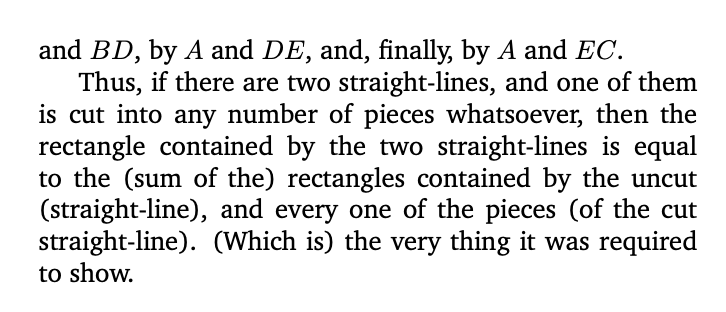 and BD, by A and DE, and, finally, by A and EC.
Thus, if there are two straight-lines, and one of them
is cut into any number of pieces whatsoever, then the
rectangle contained by the two straight-lines is equal
to the (sum of the) rectangles contained by the uncut
(straight-line), and every one of the pieces (of the cut
straight-line). (Which is) the very thing it was required
to show.